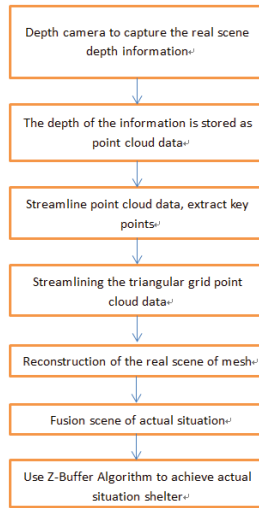 Depth camera to capture the real scene
depth information↵
The depth of the information is stored as
point cloud data↵
Streamline point cloud data, extract key
points↵
Streamlining the triangular grid point
cloud data↵
Reconstruction of the real scene of mesh↵
Fusion scene of actual situation↵
Use Z-Buffer Algorithm to achieve actual
situation shelter↵